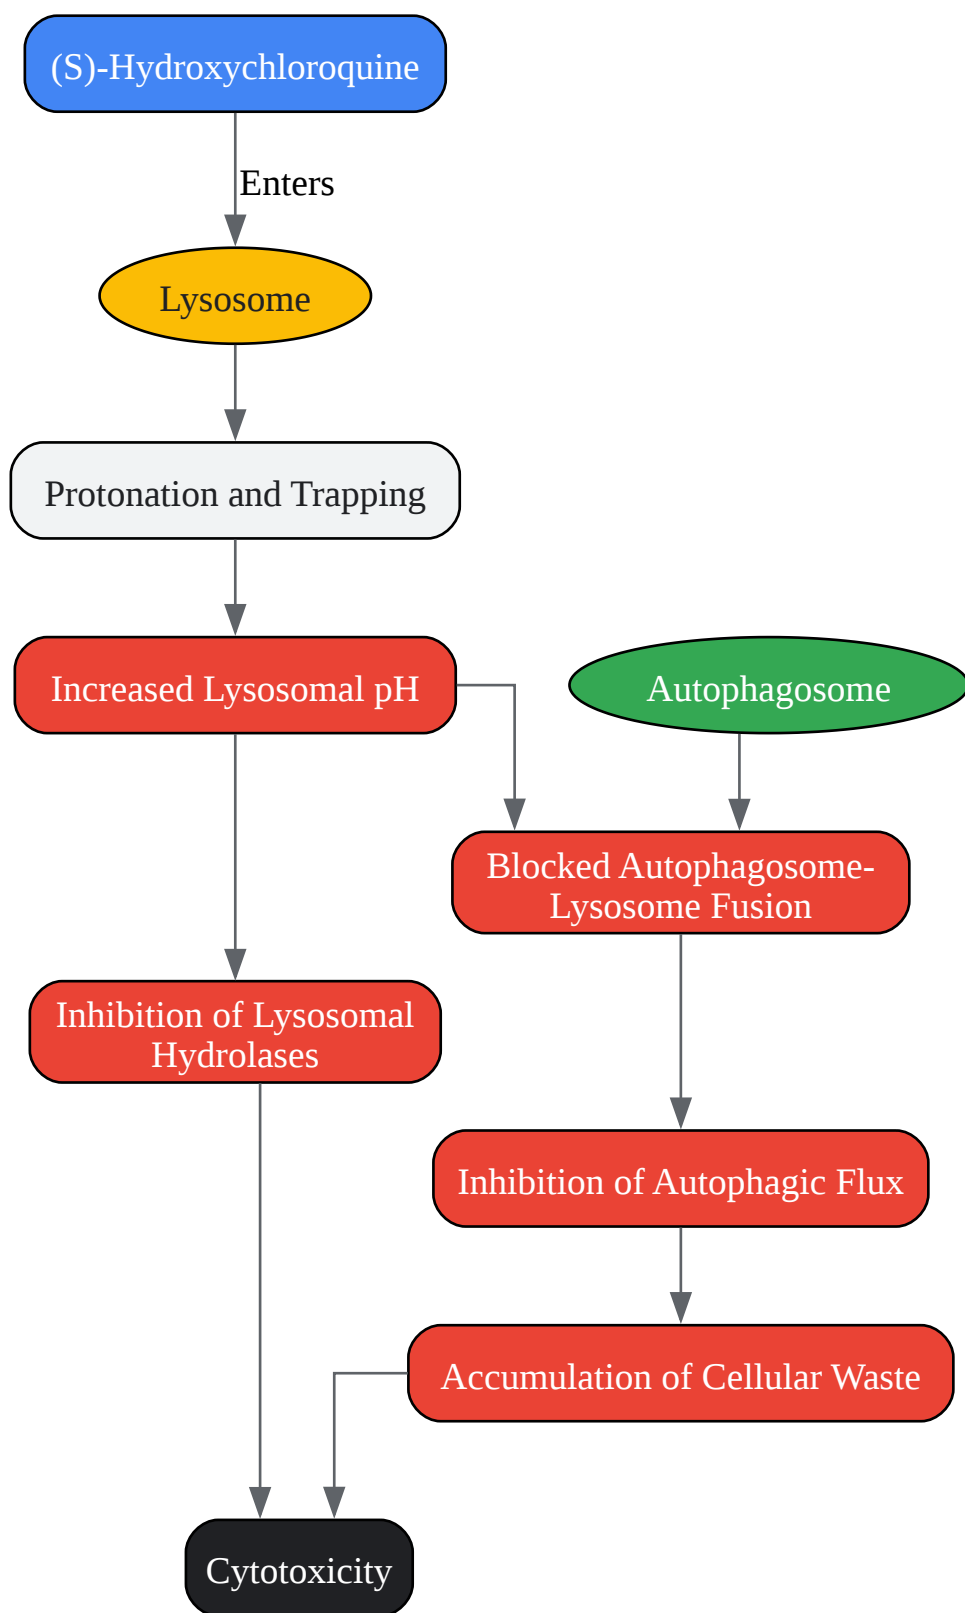 (S)-Hydroxychloroquine
Enters
Lysosome
Protonation and Trapping
Increased Lysosomal pH
Autophagosome
Blocked Autophagosome-
Lysosome Fusion
Inhibition of Lysosomal
Hydrolases
Inhibition of Autophagic Flux
Accumulation of Cellular Waste
Cytotoxicity